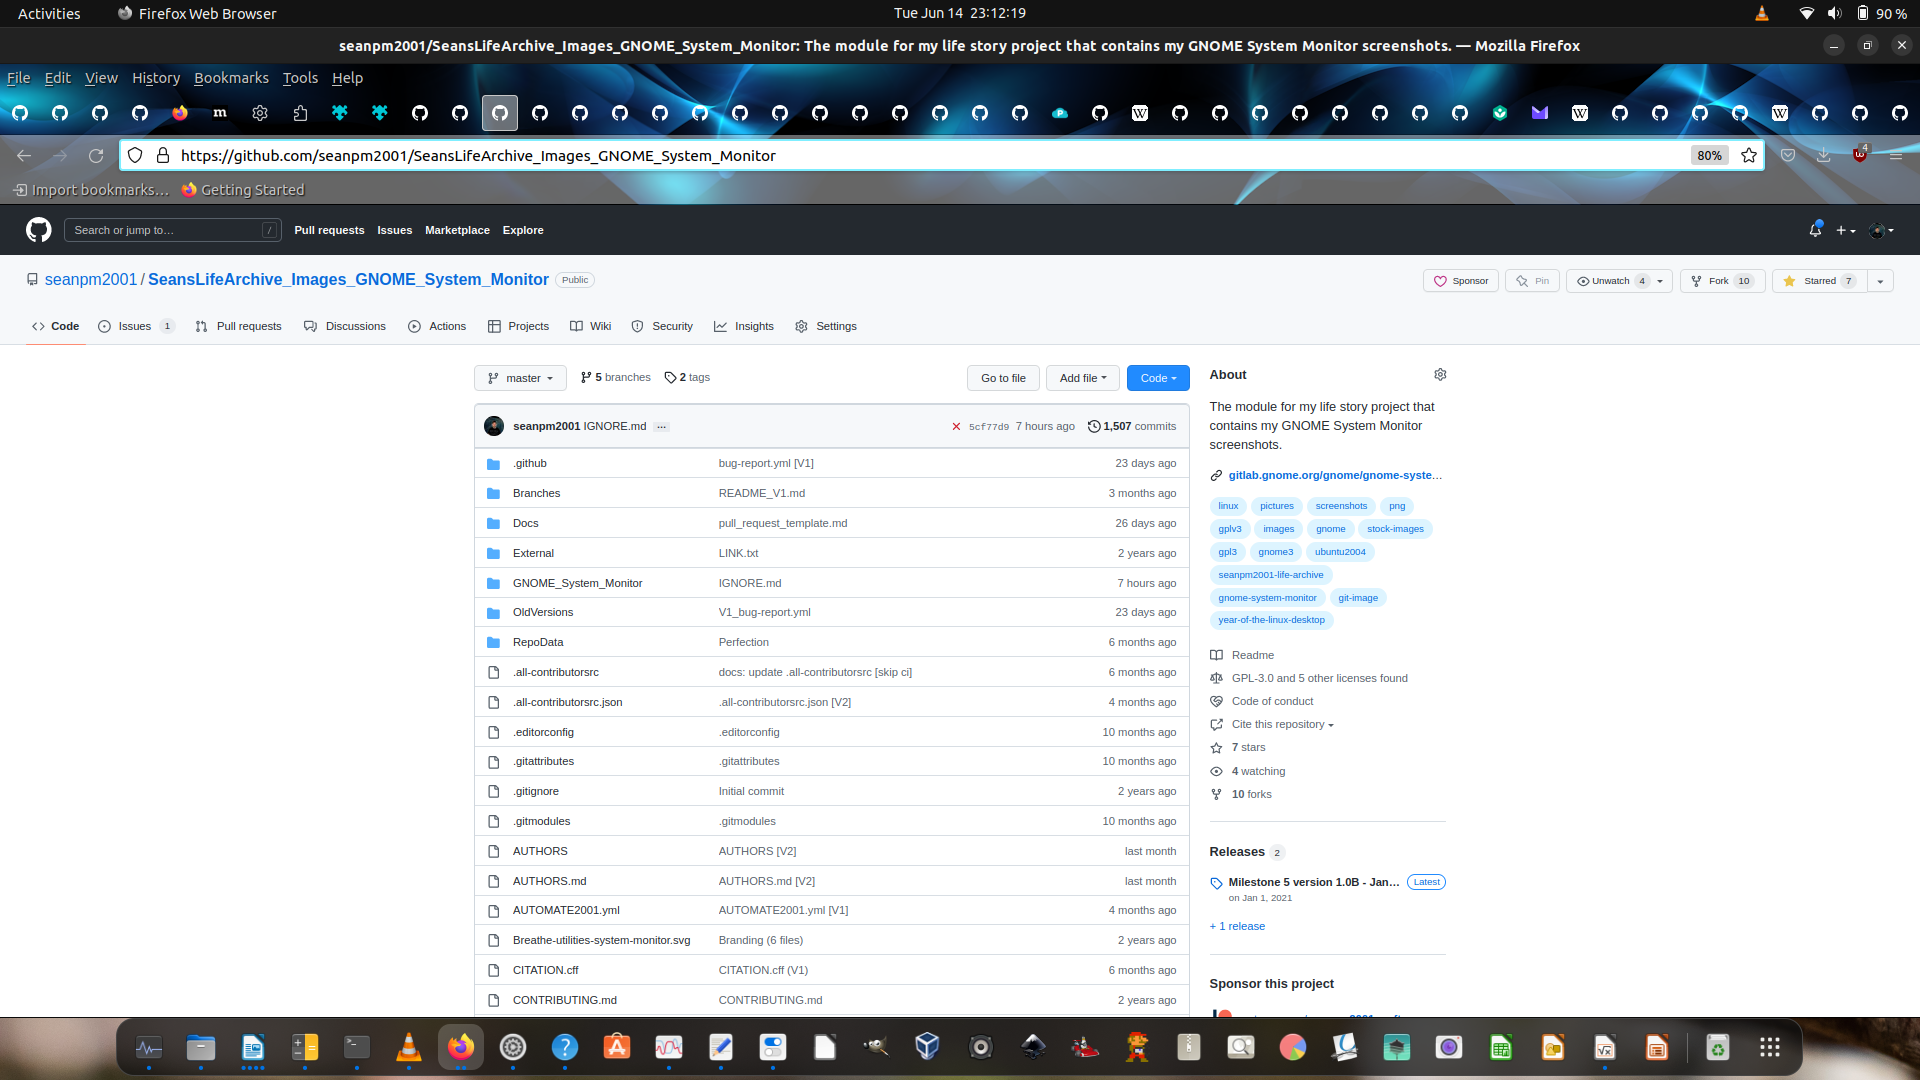 Activities Firefox Web Browser Tue Jun 14 23:12:19 90 %
seanpm2001/SeansLifeArchive_Images_GNOME_System_Monitor: The module for my life story project that contains my GNOME System Monitor screenshots. — Mozilla Firefox
File Edit View History Bookmarks Tools Help
https://github.com/seanpm2001/SeansLifeArchive_Images_GNOME_System_Monitor 80% 4
Import bookmarks... Getting Started
Search or jump to... / Pull requests Issues Marketplace Explore
seanpm2001 / SeansLifeArchive_Images_GNOME_System_Monitor Public Sponsor Pin Unwatch 4 Fork 10 Starred 7
Code Issues 1 Pull requests Discussions Actions Projects Wiki Security Insights Settings
master 5 branches 2 tags Go to file Add file Code
seanpm2001 IGNORE.md ... 5cf77d9 7 hours ago 1,507 commits
.github bug-report.yml [V1] 23 days ago
Branches README_V1.md 3 months ago
Docs pull_request_template.md 26 days ago
External LINK.txt 2 years ago
GNOME_System_Monitor IGNORE.md 7 hours ago
OldVersions V1_bug-report.yml 23 days ago
RepoData Perfection 6 months ago
.all-contributorsrc docs: update .all-contributorsrc [skip ci] 6 months ago
.all-contributorsrc.json .all-contributorsrc.json [V2] 4 months ago
.editorconfig .editorconfig 10 months ago
.gitattributes .gitattributes 10 months ago
.gitignore Initial commit 2 years ago
.gitmodules .gitmodules 10 months ago
AUTHORS AUTHORS [V2] last month
AUTHORS.md AUTHORS.md [V2] last month
AUTOMATE2001.yml AUTOMATE2001.yml [V1] 4 months ago
Breathe-utilities-system-monitor.svg Branding (6 files) 2 years ago
CITATION.cff CITATION.cff (V1) 6 months ago
CONTRIBUTING.md CONTRIBUTING.md 2 years ago
About
The module for my life story project that
contains my GNOME System Monitor
screenshots.
gitlab.gnome.org/gnome/gnome-syste...
linux pictures screenshots png
gplv3 images gnome stock-images
gpl3 gnome3 ubuntu2004
seanpm2001-life-archive
gnome-system-monitor git-image
year-of-the-linux-desktop
Readme
GPL-3.0 and 5 other licenses found
Code of conduct
Cite this repository
7 stars
4 watching
10 forks
Releases 2
Milestone 5 version 1.0B - Jan... Latest
on Jan 1, 2021
+ 1 release
Sponsor this project